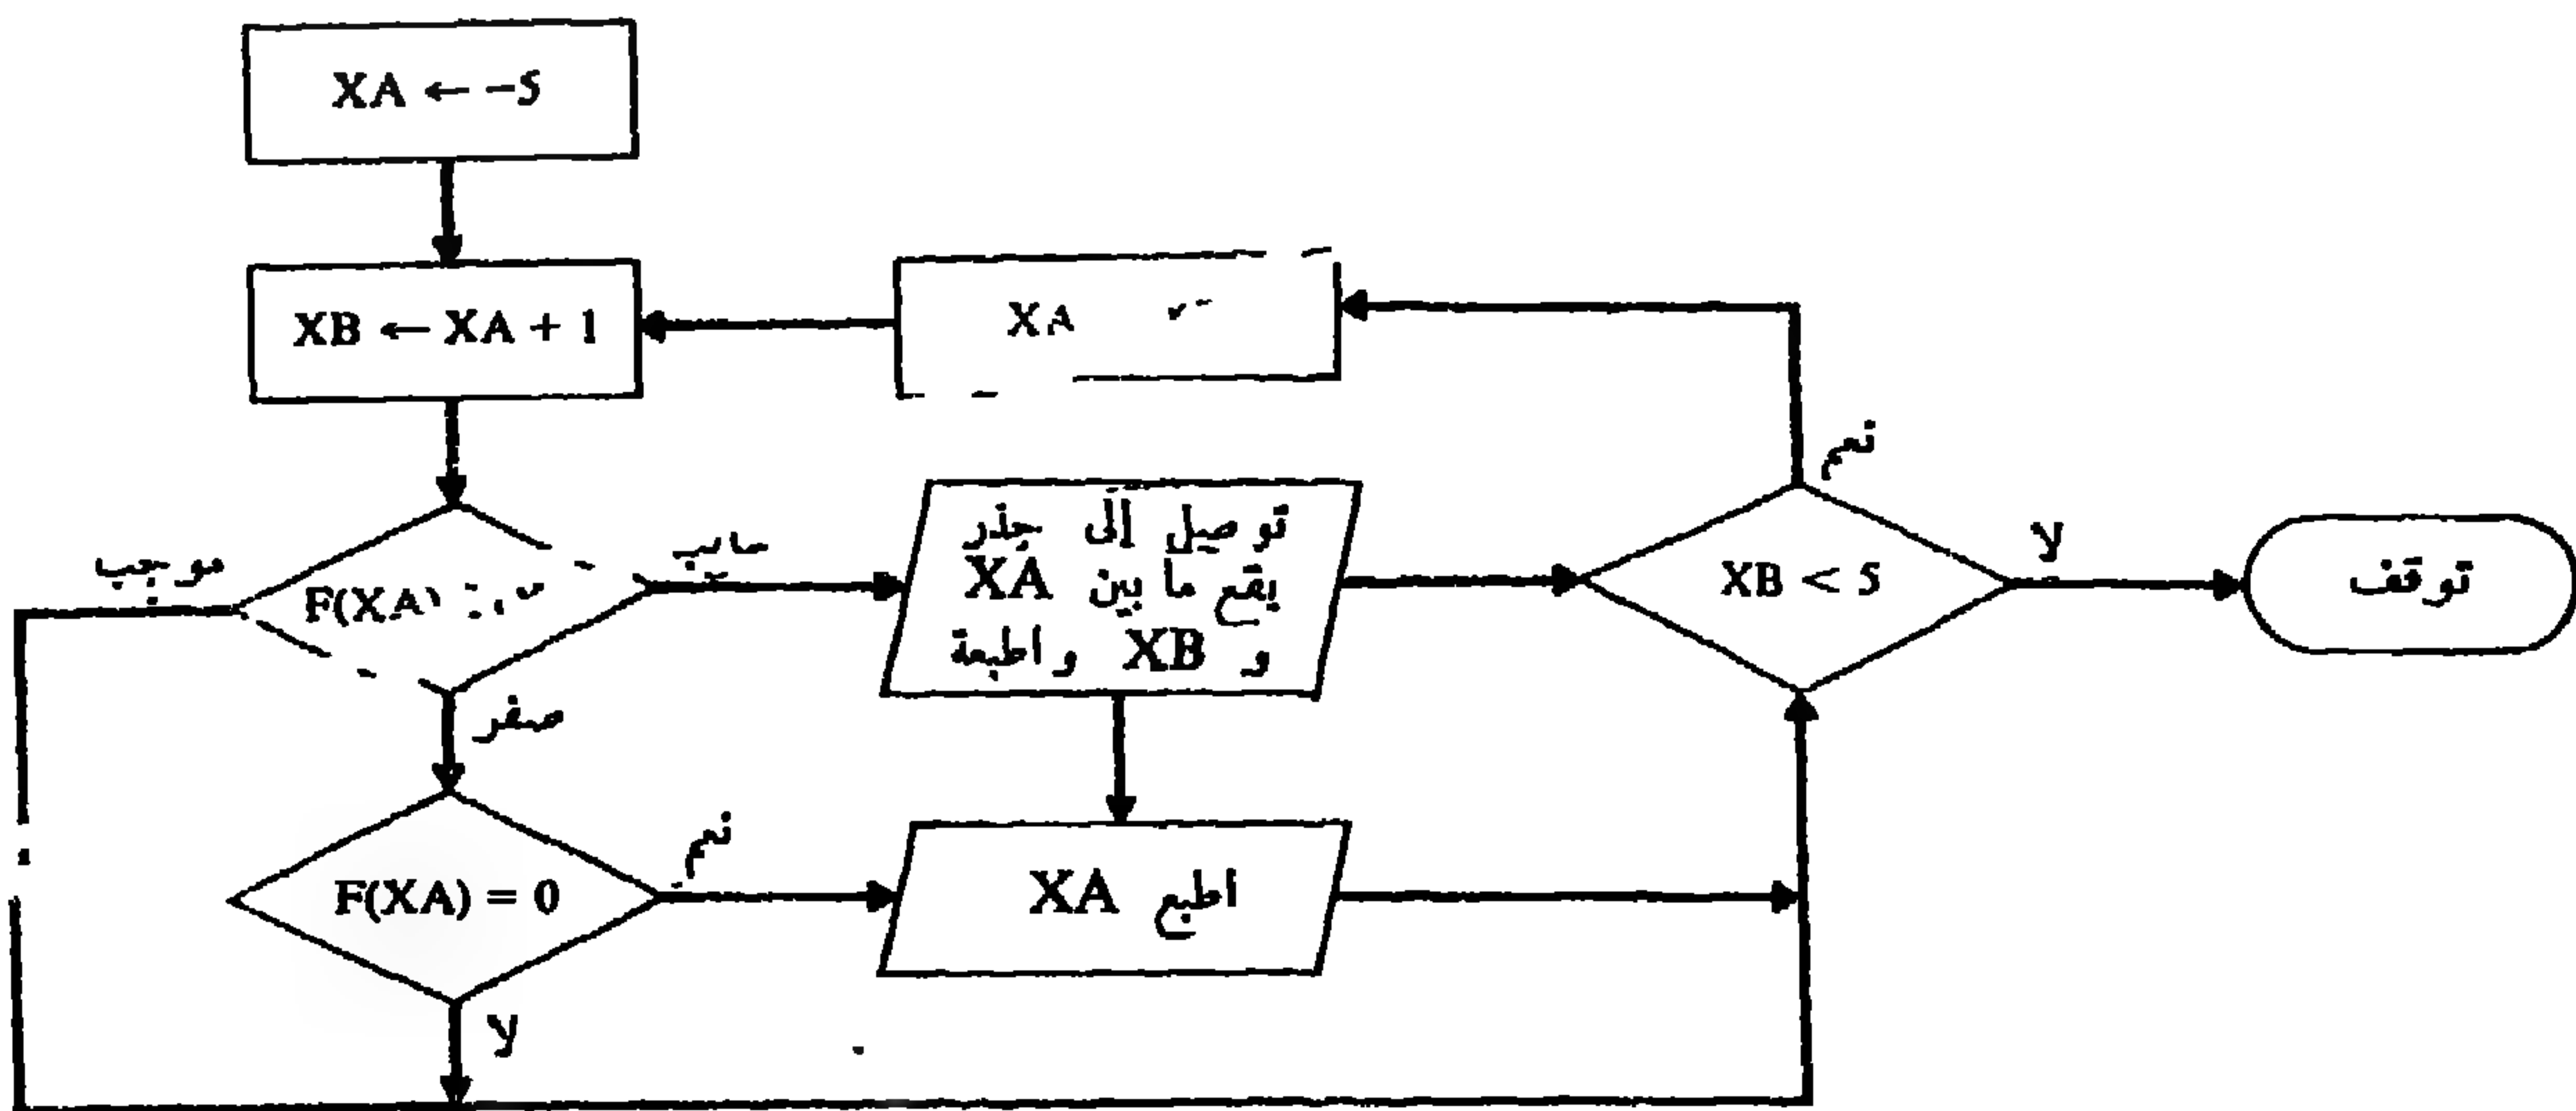 XA ← −5
XB ← XA + 1
XA
F(XA)
موجب
صفر
توصيل إلى جذر
يقع ما بين XA
و XB واطبعة
XB < 5
نعم
لا
توقف
F(XA) = 0
نعم
لا
اطبع XA